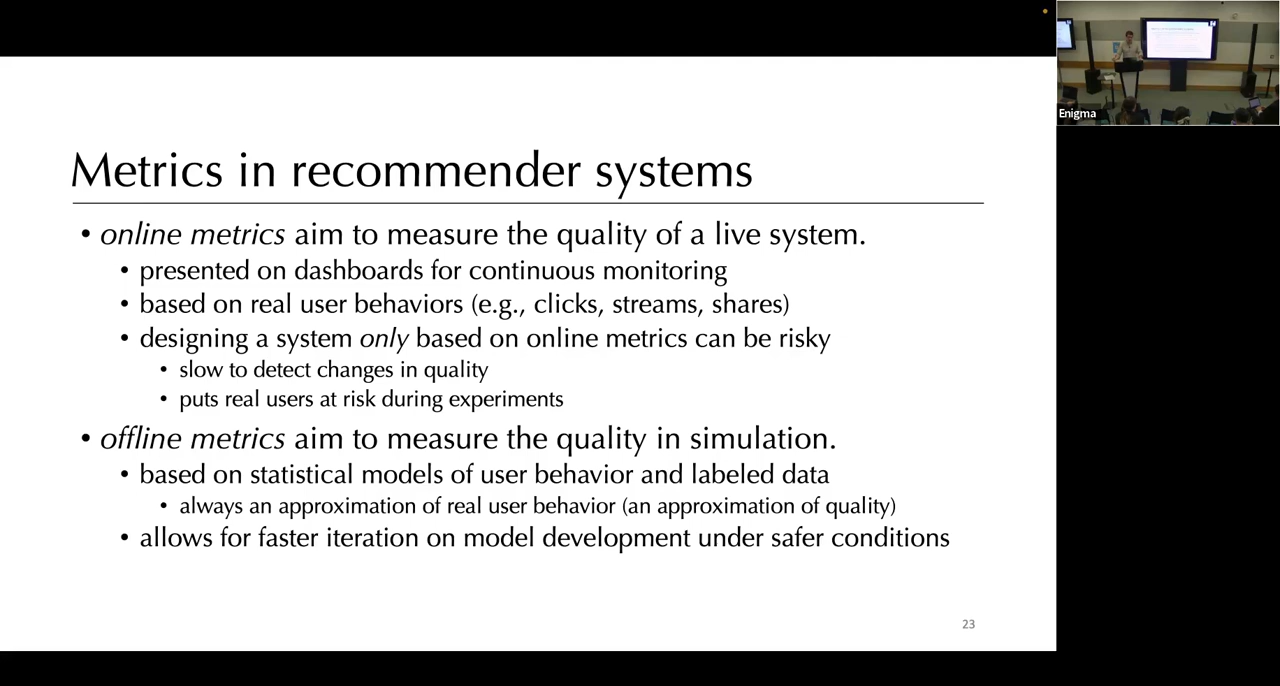 Enigma
Metrics in recommender systems
• online metrics aim to measure the quality of a live system.
• presented on dashboards for continuous monitoring
• based on real user behaviors (e.g., clicks, streams, shares)
• designing a system only based on online metrics can be risky
• slow to detect changes in quality
• puts real users at risk during experiments
• offline metrics aim to measure the quality in simulation.
• based on statistical models of user behavior and labeled data
• always an approximation of real user behavior (an approximation of quality)
• allows for faster iteration on model development under safer conditions
23